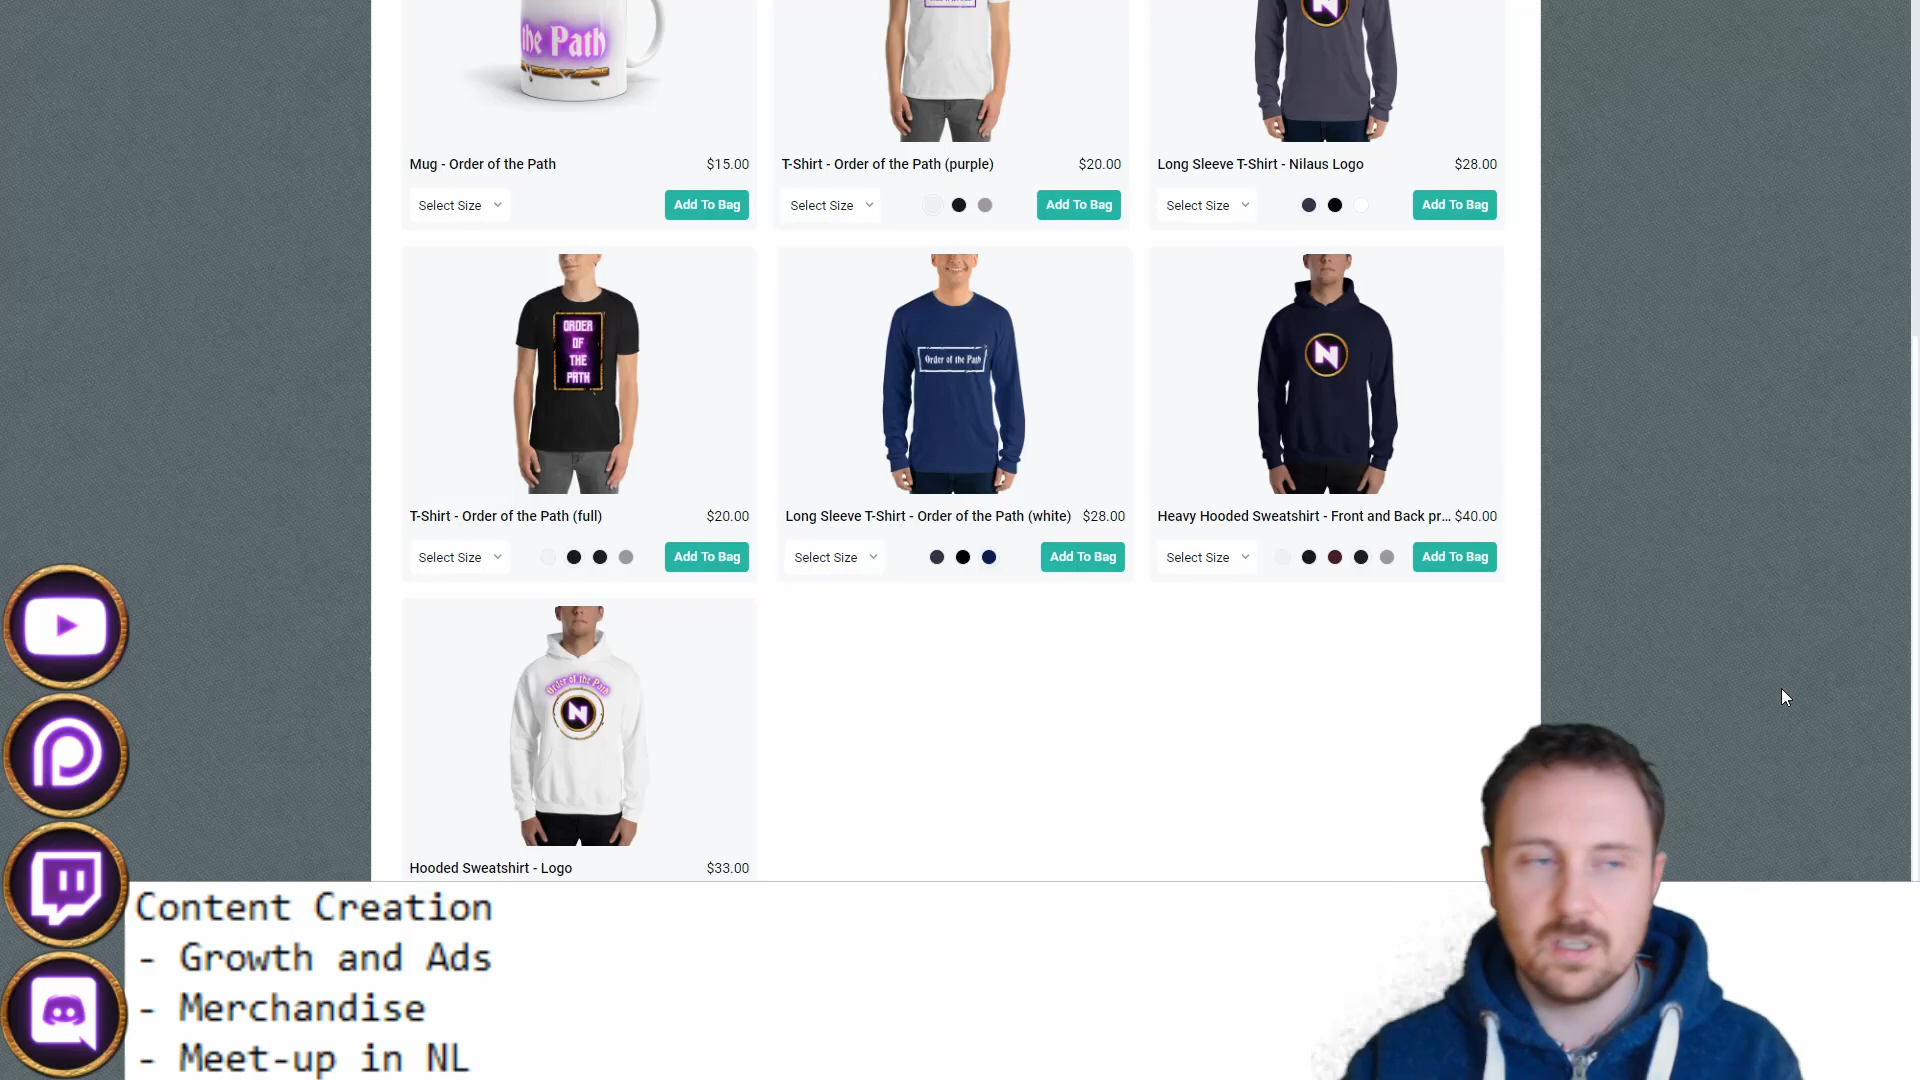 the Path
Mug - Order of the Path $15.00
Select Size Add To Bag
T-Shirt - Order of the Path (purple) $20.00
Select Size Add To Bag
N
Long Sleeve T-Shirt - Nilaus Logo $28.00
Select Size Add To Bag
ORDER
OF
THE
PATH
T-Shirt - Order of the Path (full) $20.00
Select Size Add To Bag
Order of the Path
Long Sleeve T-Shirt - Order of the Path (white) $28.00
Select Size Add To Bag
N
Heavy Hooded Sweatshirt - Front and Back pr... $40.00
Select Size Add To Bag
Order of the Path
N
Hooded Sweatshirt - Logo $33.00
Content Creation
- Growth and Ads
- Merchandise
- Meet-up in NL